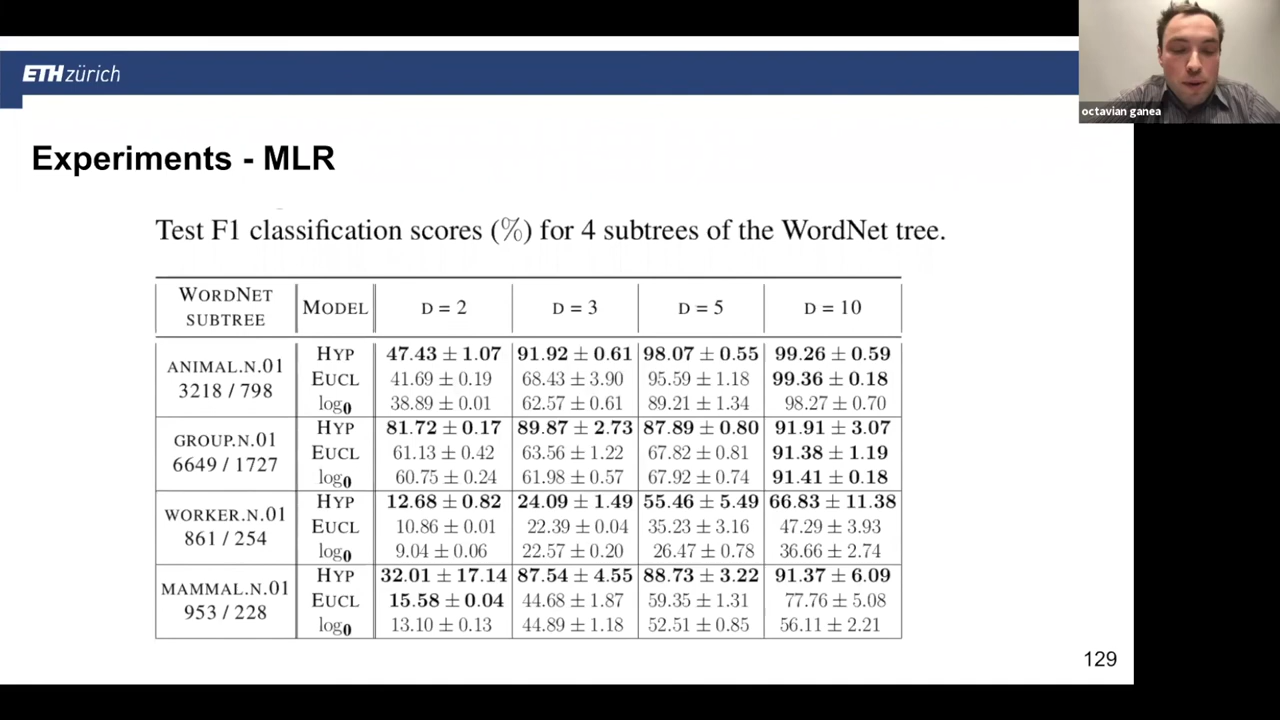 ETH zürich
octavian ganea
Experiments - MLR
Test F1 classification scores (%) for 4 subtrees of the WordNet tree.
WORDNET SUBTREE MODEL D = 2 D = 3 D = 5 D = 10
ANIMAL.N.01 3218 / 798
HYP 47.43 ± 1.07 91.92 ± 0.61 98.07 ± 0.55 99.26 ± 0.59
EUCL 41.69 ± 0.19 68.43 ± 3.90 95.59 ± 1.18 99.36 ± 0.18
log₀ 38.89 ± 0.01 62.57 ± 0.61 89.21 ± 1.34 98.27 ± 0.70
GROUP.N.01 6649 / 1727
HYP 81.72 ± 0.17 89.87 ± 2.73 87.89 ± 0.80 91.91 ± 3.07
EUCL 61.13 ± 0.42 63.56 ± 1.22 67.82 ± 0.81 91.38 ± 1.19
log₀ 60.75 ± 0.24 61.98 ± 0.57 67.92 ± 0.74 91.41 ± 0.18
WORKER.N.01 861 / 254
HYP 12.68 ± 0.82 24.09 ± 1.49 55.46 ± 5.49 66.83 ± 11.38
EUCL 10.86 ± 0.01 22.39 ± 0.04 35.23 ± 3.16 47.29 ± 3.93
log₀ 9.04 ± 0.06 22.57 ± 0.20 26.47 ± 0.78 36.66 ± 2.74
MAMMAL.N.01 953 / 228
HYP 32.01 ± 17.14 87.54 ± 4.55 88.73 ± 3.22 91.37 ± 6.09
EUCL 15.58 ± 0.04 44.68 ± 1.87 59.35 ± 1.31 77.76 ± 5.08
log₀ 13.10 ± 0.13 44.89 ± 1.18 52.51 ± 0.85 56.11 ± 2.21
129